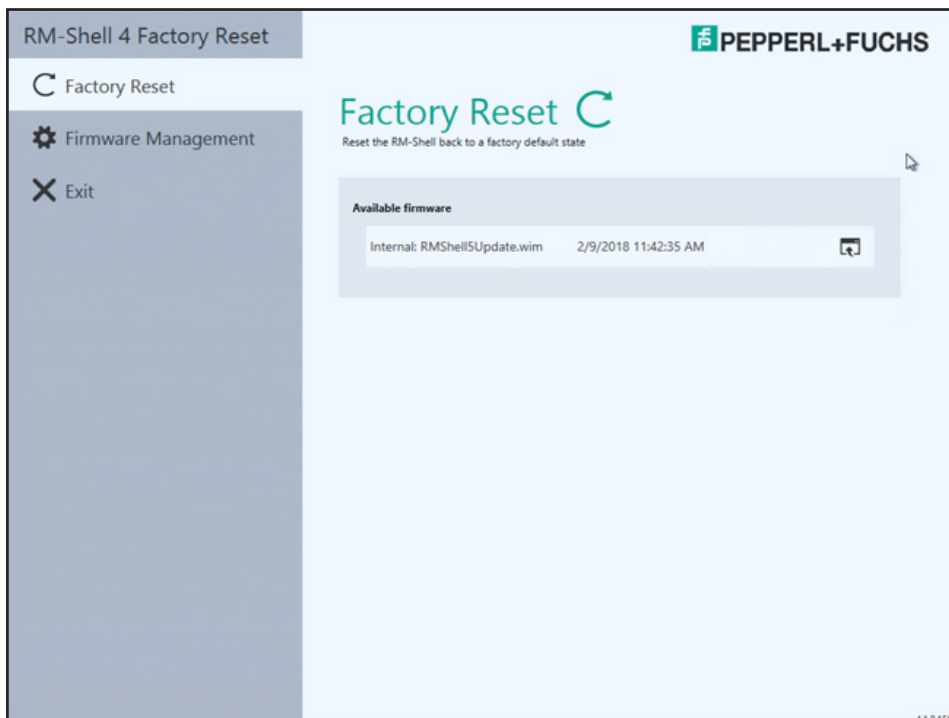 RM-Shell 4 Factory Reset
PEPPERL+FUCHS
Factory Reset
Firmware Management
Exit
Factory Reset
Reset the RM-Shell back to a factory default state
Available firmware
Internal: RMShell5Update.wim 2/9/2018 11:42:35 AM